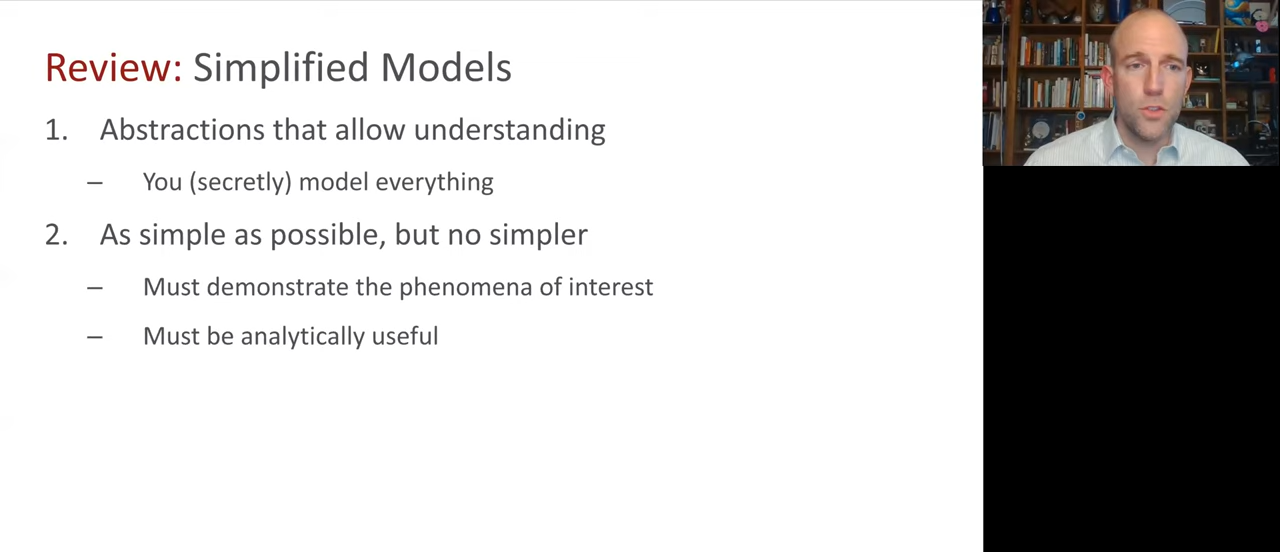 Review: Simplified Models
1. Abstractions that allow understanding
– You (secretly) model everything
2. As simple as possible, but no simpler
– Must demonstrate the phenomena of interest
– Must be analytically useful